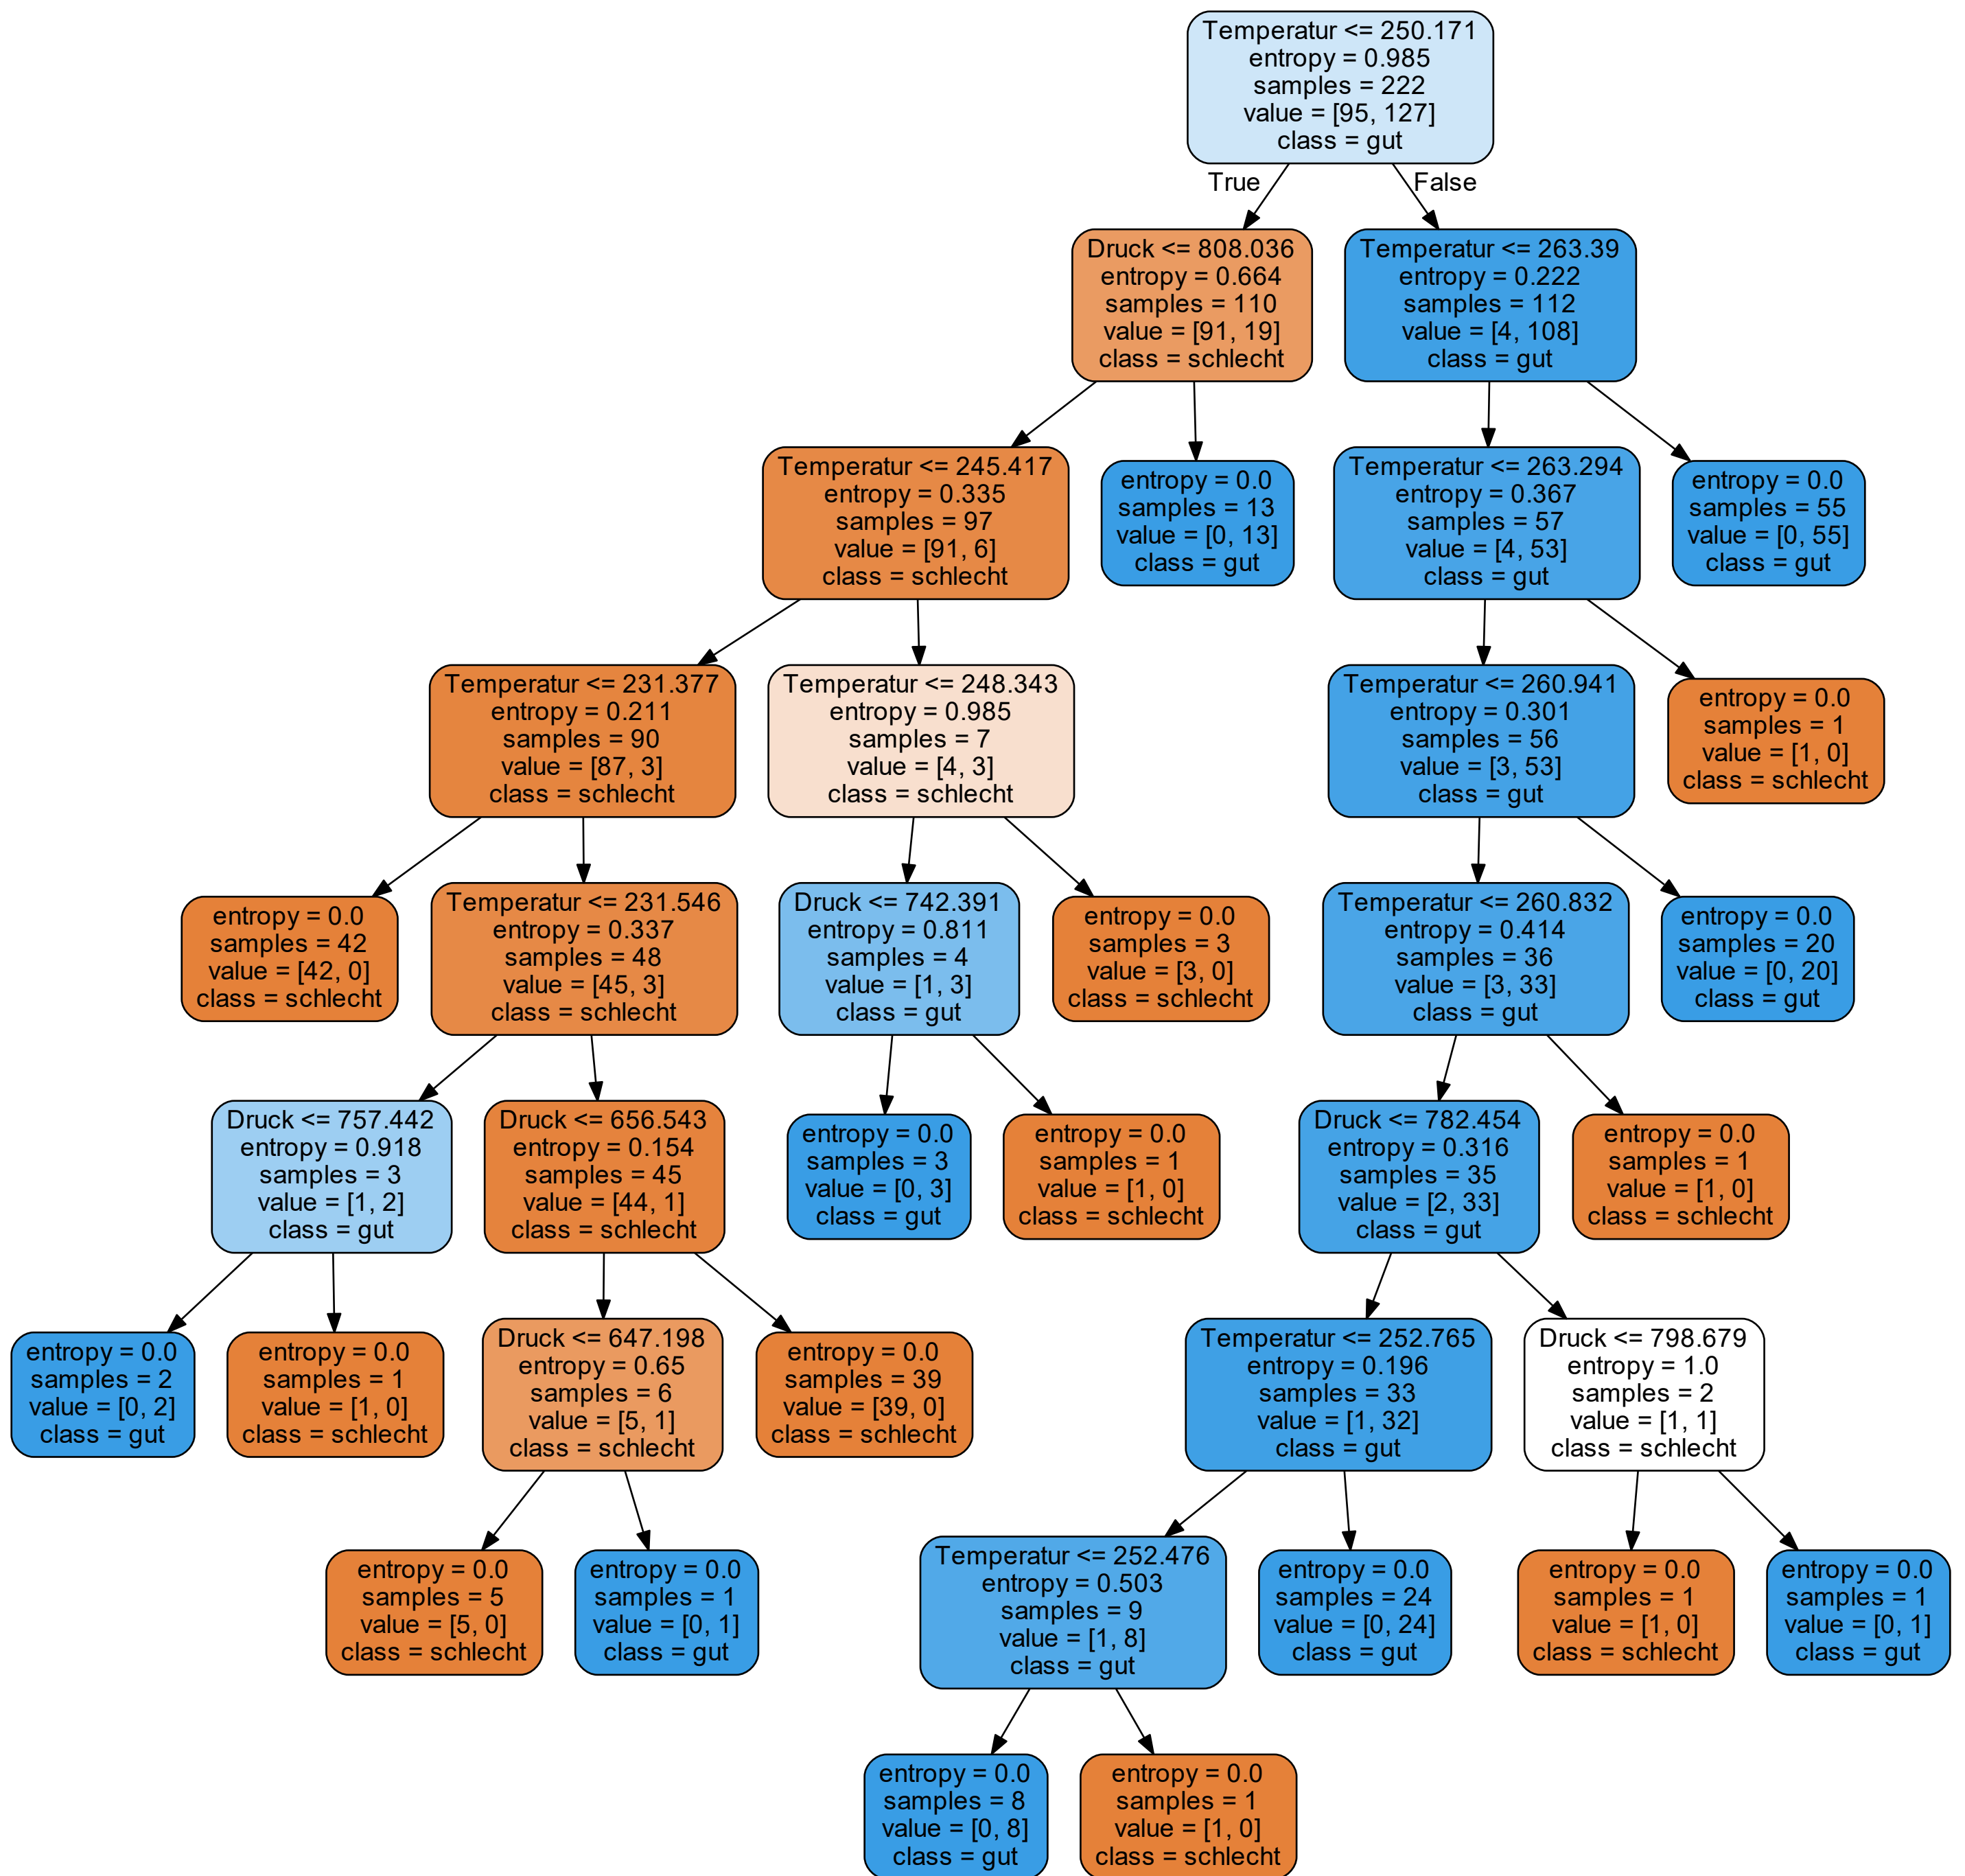 Temperatur <= 250.171
entropy = 0.985
samples = 222
value = [95, 127]
class = gut
True
False
Druck <= 808.036
entropy = 0.664
samples = 110
value = [91, 19]
class = schlecht
Temperatur <= 263.39
entropy = 0.222
samples = 112
value = [4, 108]
class = gut
Temperatur <= 245.417
entropy = 0.335
samples = 97
value = [91, 6]
class = schlecht
entropy = 0.0
samples = 13
value = [0, 13]
class = gut
Temperatur <= 263.294
entropy = 0.367
samples = 57
value = [4, 53]
class = gut
entropy = 0.0
samples = 55
value = [0, 55]
class = gut
Temperatur <= 231.377
entropy = 0.211
samples = 90
value = [87, 3]
class = schlecht
Temperatur <= 248.343
entropy = 0.985
samples = 7
value = [4, 3]
class = schlecht
Temperatur <= 260.941
entropy = 0.301
samples = 56
value = [3, 53]
class = gut
entropy = 0.0
samples = 1
value = [1, 0]
class = schlecht
entropy = 0.0
samples = 42
value = [42, 0]
class = schlecht
Temperatur <= 231.546
entropy = 0.337
samples = 48
value = [45, 3]
class = schlecht
Druck <= 742.391
entropy = 0.811
samples = 4
value = [1, 3]
class = gut
entropy = 0.0
samples = 3
value = [3, 0]
class = schlecht
Temperatur <= 260.832
entropy = 0.414
samples = 36
value = [3, 33]
class = gut
entropy = 0.0
samples = 20
value = [0, 20]
class = gut
Druck <= 757.442
entropy = 0.918
samples = 3
value = [1, 2]
class = gut
Druck <= 656.543
entropy = 0.154
samples = 45
value = [44, 1]
class = schlecht
entropy = 0.0
samples = 3
value = [0, 3]
class = gut
entropy = 0.0
samples = 1
value = [1, 0]
class = schlecht
Druck <= 782.454
entropy = 0.316
samples = 35
value = [2, 33]
class = gut
entropy = 0.0
samples = 1
value = [1, 0]
class = schlecht
entropy = 0.0
samples = 2
value = [0, 2]
class = gut
entropy = 0.0
samples = 1
value = [1, 0]
class = schlecht
Druck <= 647.198
entropy = 0.65
samples = 6
value = [5, 1]
class = schlecht
entropy = 0.0
samples = 39
value = [39, 0]
class = schlecht
Temperatur <= 252.765
entropy = 0.196
samples = 33
value = [1, 32]
class = gut
Druck <= 798.679
entropy = 1.0
samples = 2
value = [1, 1]
class = schlecht
entropy = 0.0
samples = 5
value = [5, 0]
class = schlecht
entropy = 0.0
samples = 1
value = [0, 1]
class = gut
Temperatur <= 252.476
entropy = 0.503
samples = 9
value = [1, 8]
class = gut
entropy = 0.0
samples = 24
value = [0, 24]
class = gut
entropy = 0.0
samples = 1
value = [1, 0]
class = schlecht
entropy = 0.0
samples = 1
value = [0, 1]
class = gut
entropy = 0.0
samples = 8
value = [0, 8]
class = gut
entropy = 0.0
samples = 1
value = [1, 0]
class = schlecht